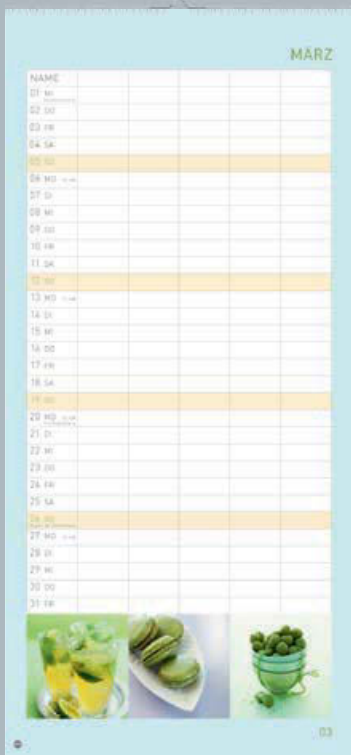 MÄRZ
NAME
01 MI
02 DO
03 FR
04 SA
05 SO
06 MO
07 DI
08 MI
09 DO
10 FR
11 SA
12 SO
13 MO
14 DI
15 MI
16 DO
17 FR
18 SA
19 SO
20 MO
21 DI
22 MI
23 DO
24 FR
25 SA
26 SO
27 MO
28 DI
29 MI
30 DO
31 FR
03